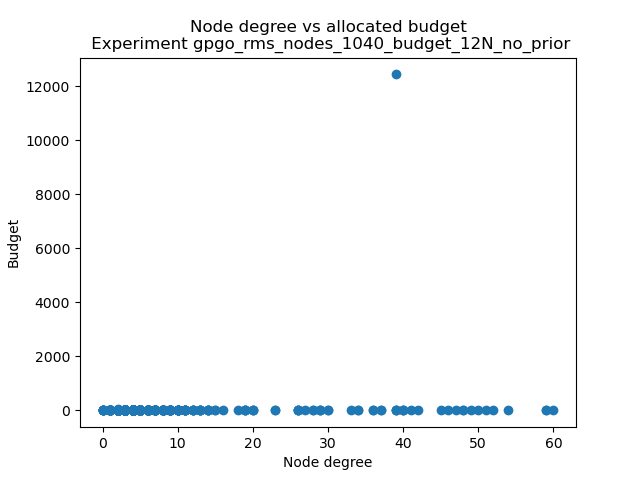 Node degree vs allocated budget
Experiment gpgo_rms_nodes_1040_budget_12N_no_prior
12000
10000
8000
6000
4000
2000
0
Budget
0 10 20 30 40 50 60
Node degree